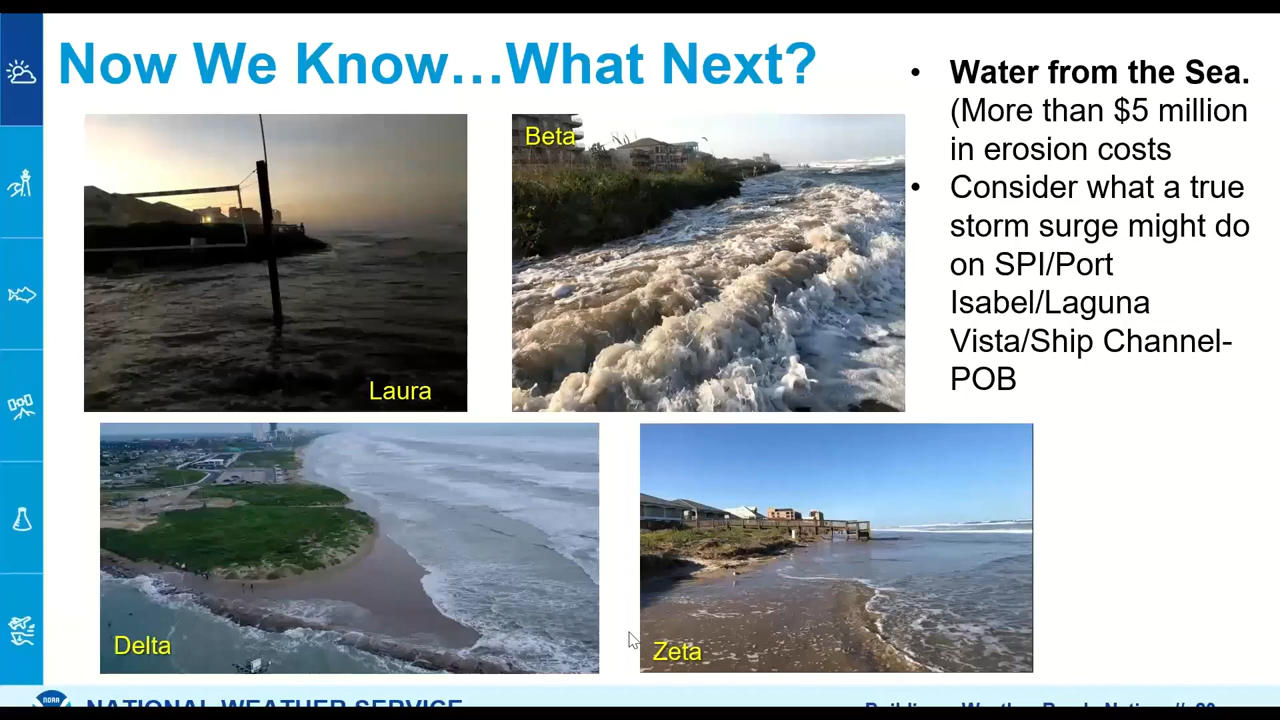 Now We Know…What Next?
• Water from the Sea.
(More than $5 million
in erosion costs
• Consider what a true
storm surge might do
on SPI/Port
Isabel/Laguna
Vista/Ship Channel-
POB
Beta
Laura
Delta
Zeta
NOAA
NATIONAL WEATHER SERVICE